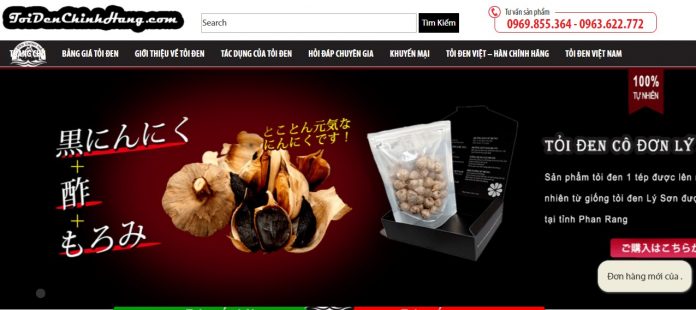 ToiDenChinhHang.com
Search
Tìm Kiếm
Tư vấn sản phẩm
0969.855.364 - 0963.622.772
TRANG CHỦ
BẢNG GIÁ TỎI ĐEN
GIỚI THIỆU VỀ TỎI ĐEN
TÁC DỤNG CỦA TỎI ĐEN
HỎI ĐÁP CHUYÊN GIA
KHUYẾN MẠI
TỎI ĐEN VIỆT – HÀN CHÍNH HÃNG
TỎI ĐEN VIỆT NAM
100%
TỰ NHIÊN
黒にんにく
+
酢
+
もろみ
とことん元気な
にんにくです！
TỎI ĐEN CÔ ĐƠN LÝ
Sản phẩm tỏi đen 1 tép được lên
nhiên từ giống tỏi đen Lý Sơn đượ
tại tỉnh Phan Rang
ご購入はこちらか
Đơn hàng mới của .